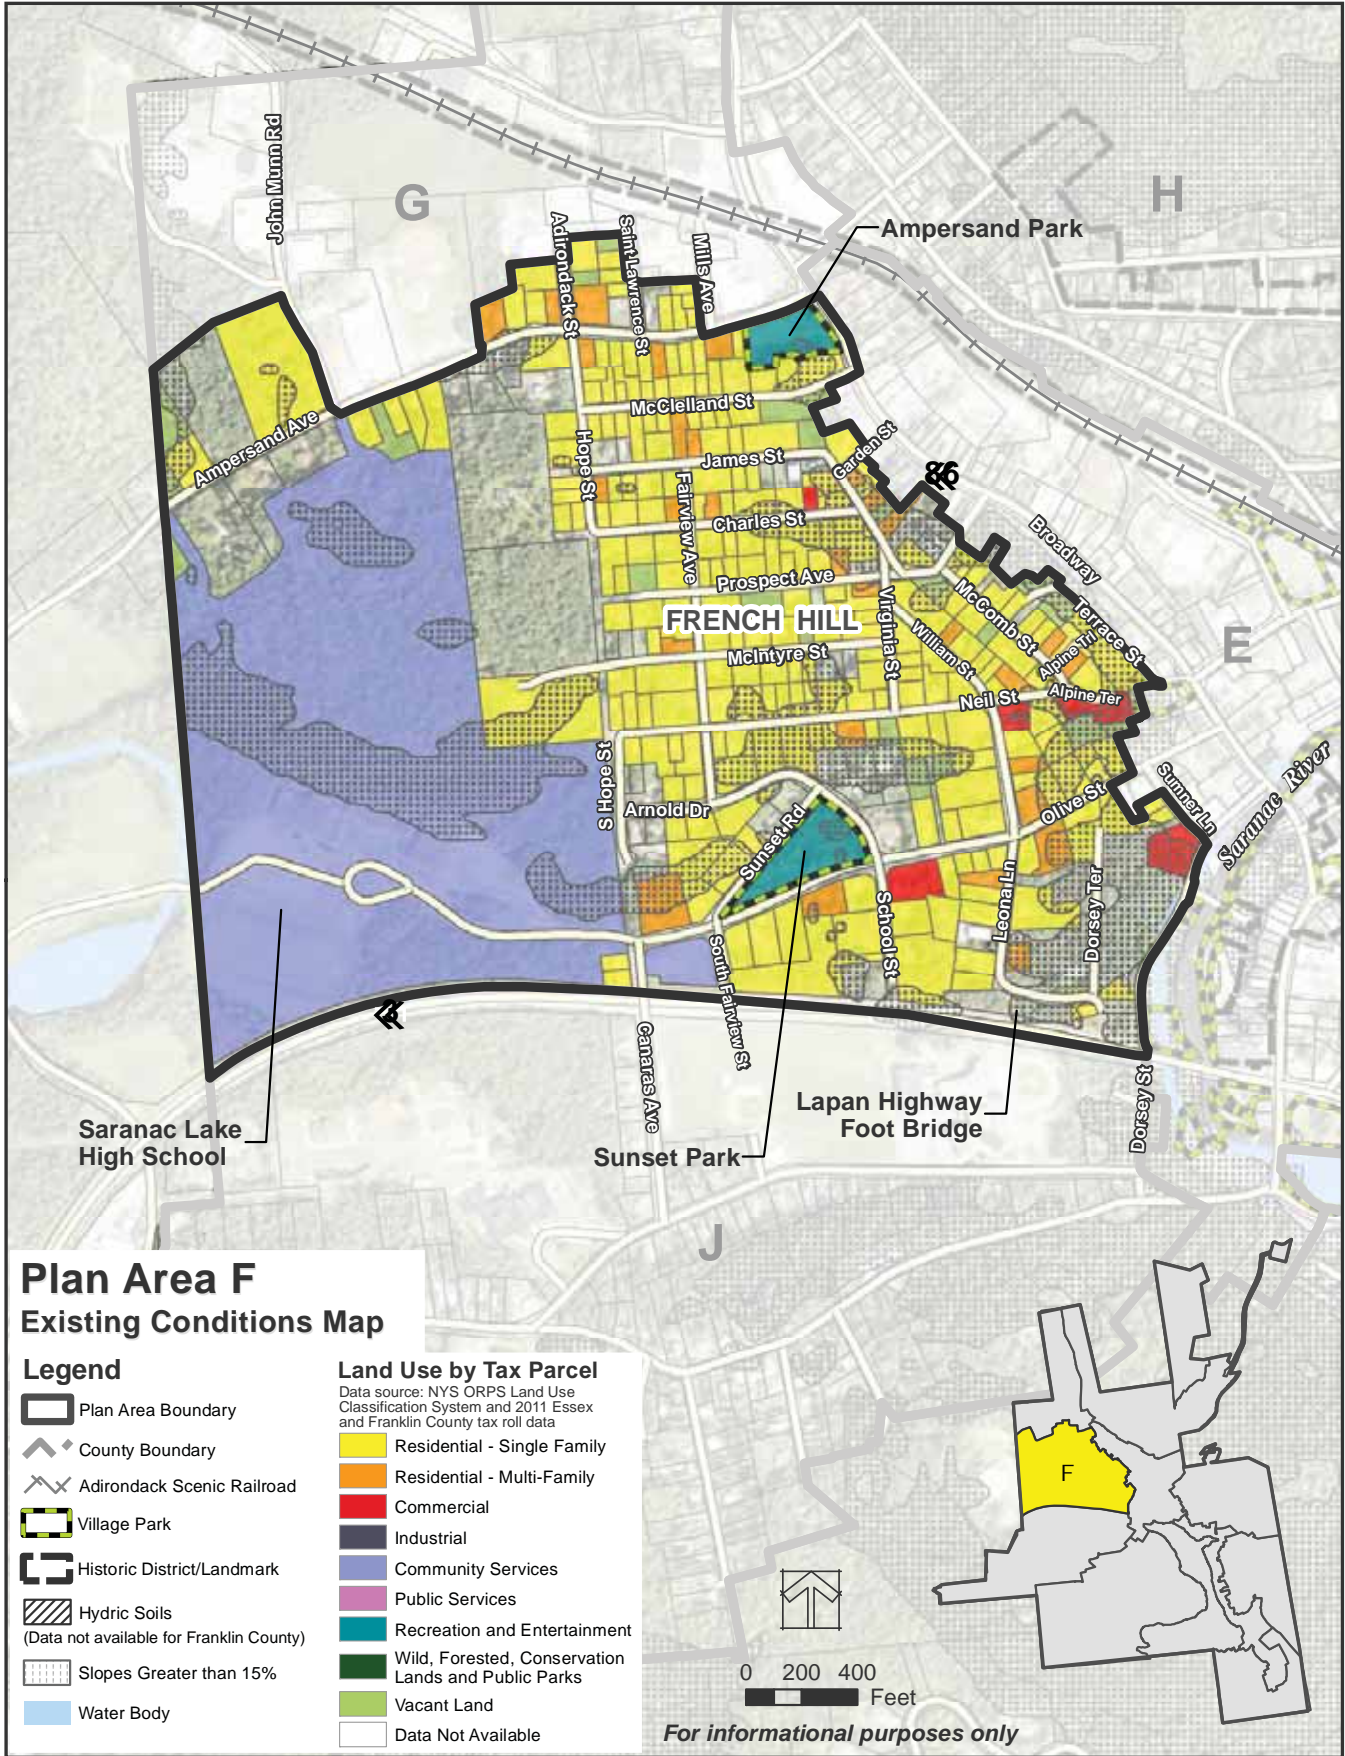 G
H
John Munn Rd
Adirondack St
Saint Lawrence St
Mills Ave
Ampersand Park
Ampersand Ave
McClelland St
Hope St
James St
Garden St
86
Fairview Ave
Charles St
Broadway
Prospect Ave
FRENCH HILL
Virginia St
McComb St
Terrace St
William St
Alpine Trl
E
McIntyre St
Neil St
Alpine Ter
S Hope St
Arnold Dr
Sunset Rd
Olive St
Sumner Ln
Saranac River
School St
Leona Ln
Dorsey Ter
South Fairview St
3
Canaras Ave
Dorsey St
Saranac Lake
High School
Sunset Park
Lapan Highway
Foot Bridge
J
Plan Area F
Existing Conditions Map
Legend
Plan Area Boundary
County Boundary
Adirondack Scenic Railroad
Village Park
Historic District/Landmark
Hydric Soils
(Data not available for Franklin County)
Slopes Greater than 15%
Water Body
Land Use by Tax Parcel
Data source: NYS ORPS Land Use
Classification System and 2011 Essex
and Franklin County tax roll data
Residential - Single Family
Residential - Multi-Family
Commercial
Industrial
Community Services
Public Services
Recreation and Entertainment
Wild, Forested, Conservation
Lands and Public Parks
Vacant Land
Data Not Available
F
0 200 400
Feet
For informational purposes only